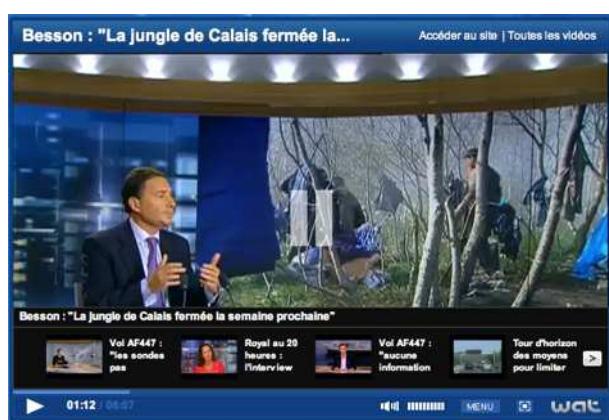 Besson : "La jungle de Calais fermée la...
Accéder au site | Toutes les vidéos
Besson : "La jungle de Calais fermée la semaine prochaine"
Vol AF447 :
"les sondes
pas
Royal au 20
heures :
l'interview
Vol AF447 :
"aucune
information
Tour d'horizon
des moyens
pour limiter
>
01:12 / 06:07
MENU
wat